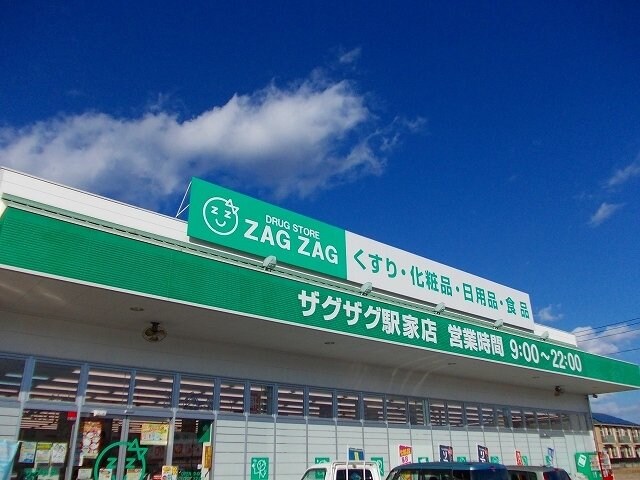 DRUG STORE
ZAG ZAG
くすり・化粧品・日用品・食品
ザグザグ駅家店 営業時間 9:00～22:00